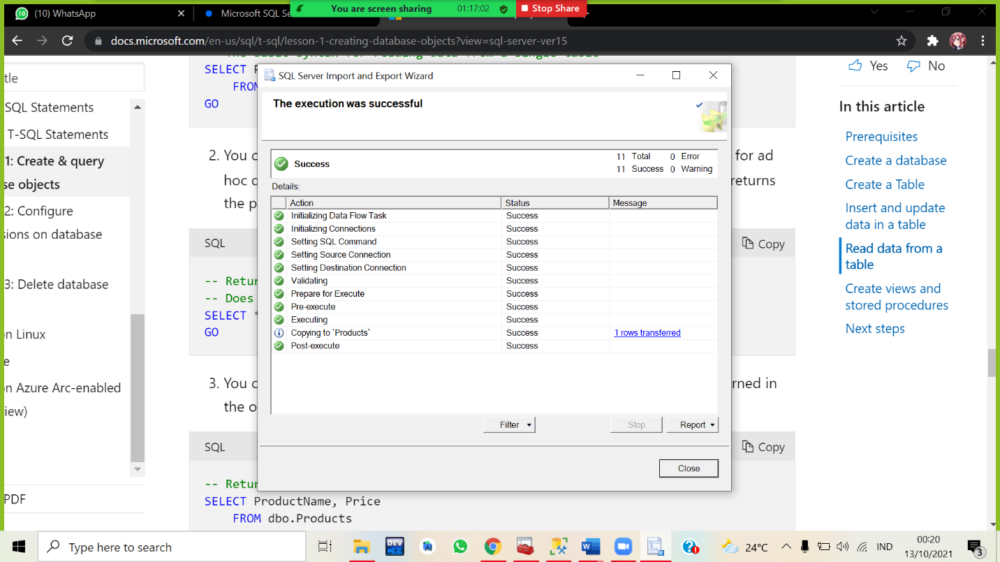 (10) WhatsApp
Microsoft SQL Se
You are screen sharing 01:17:02 Stop Share
docs.microsoft.com/en-us/sql/t-sql/lesson-1-creating-database-objects?view=sql-server-ver15
tle
SQL Statements
T-SQL Statements
1: Create & query
se objects
2: Configure
sions on database
3: Delete database
on Linux
e
on Azure Arc-enabled
iew)
PDF
SELECT
FROM
GO
2. You c
for ad
hoc
returns
the p
SQL
Copy
-- Retur
-- Does
SELECT *
GO
3. You c
rned in
the o
SQL
Copy
-- Retur
SELECT ProductName, Price
FROM dbo.Products
SQL Server Import and Export Wizard
The execution was successful
Success
11 Total 0 Error
11 Success 0 Warning
Details:
Action Status Message
Initializing Data Flow Task Success
Initializing Connections Success
Setting SQL Command Success
Setting Source Connection Success
Setting Destination Connection Success
Validating Success
Prepare for Execute Success
Pre-execute Success
Executing Success
Copying to `Products` Success 1 rows transferred
Post-execute Success
Filter Stop Report
Close
Yes No
In this article
Prerequisites
Create a database
Create a Table
Insert and update
data in a table
Read data from a
table
Create views and
stored procedures
Next steps
Type here to search
DEV
24°C
IND
00:20
13/10/2021
3